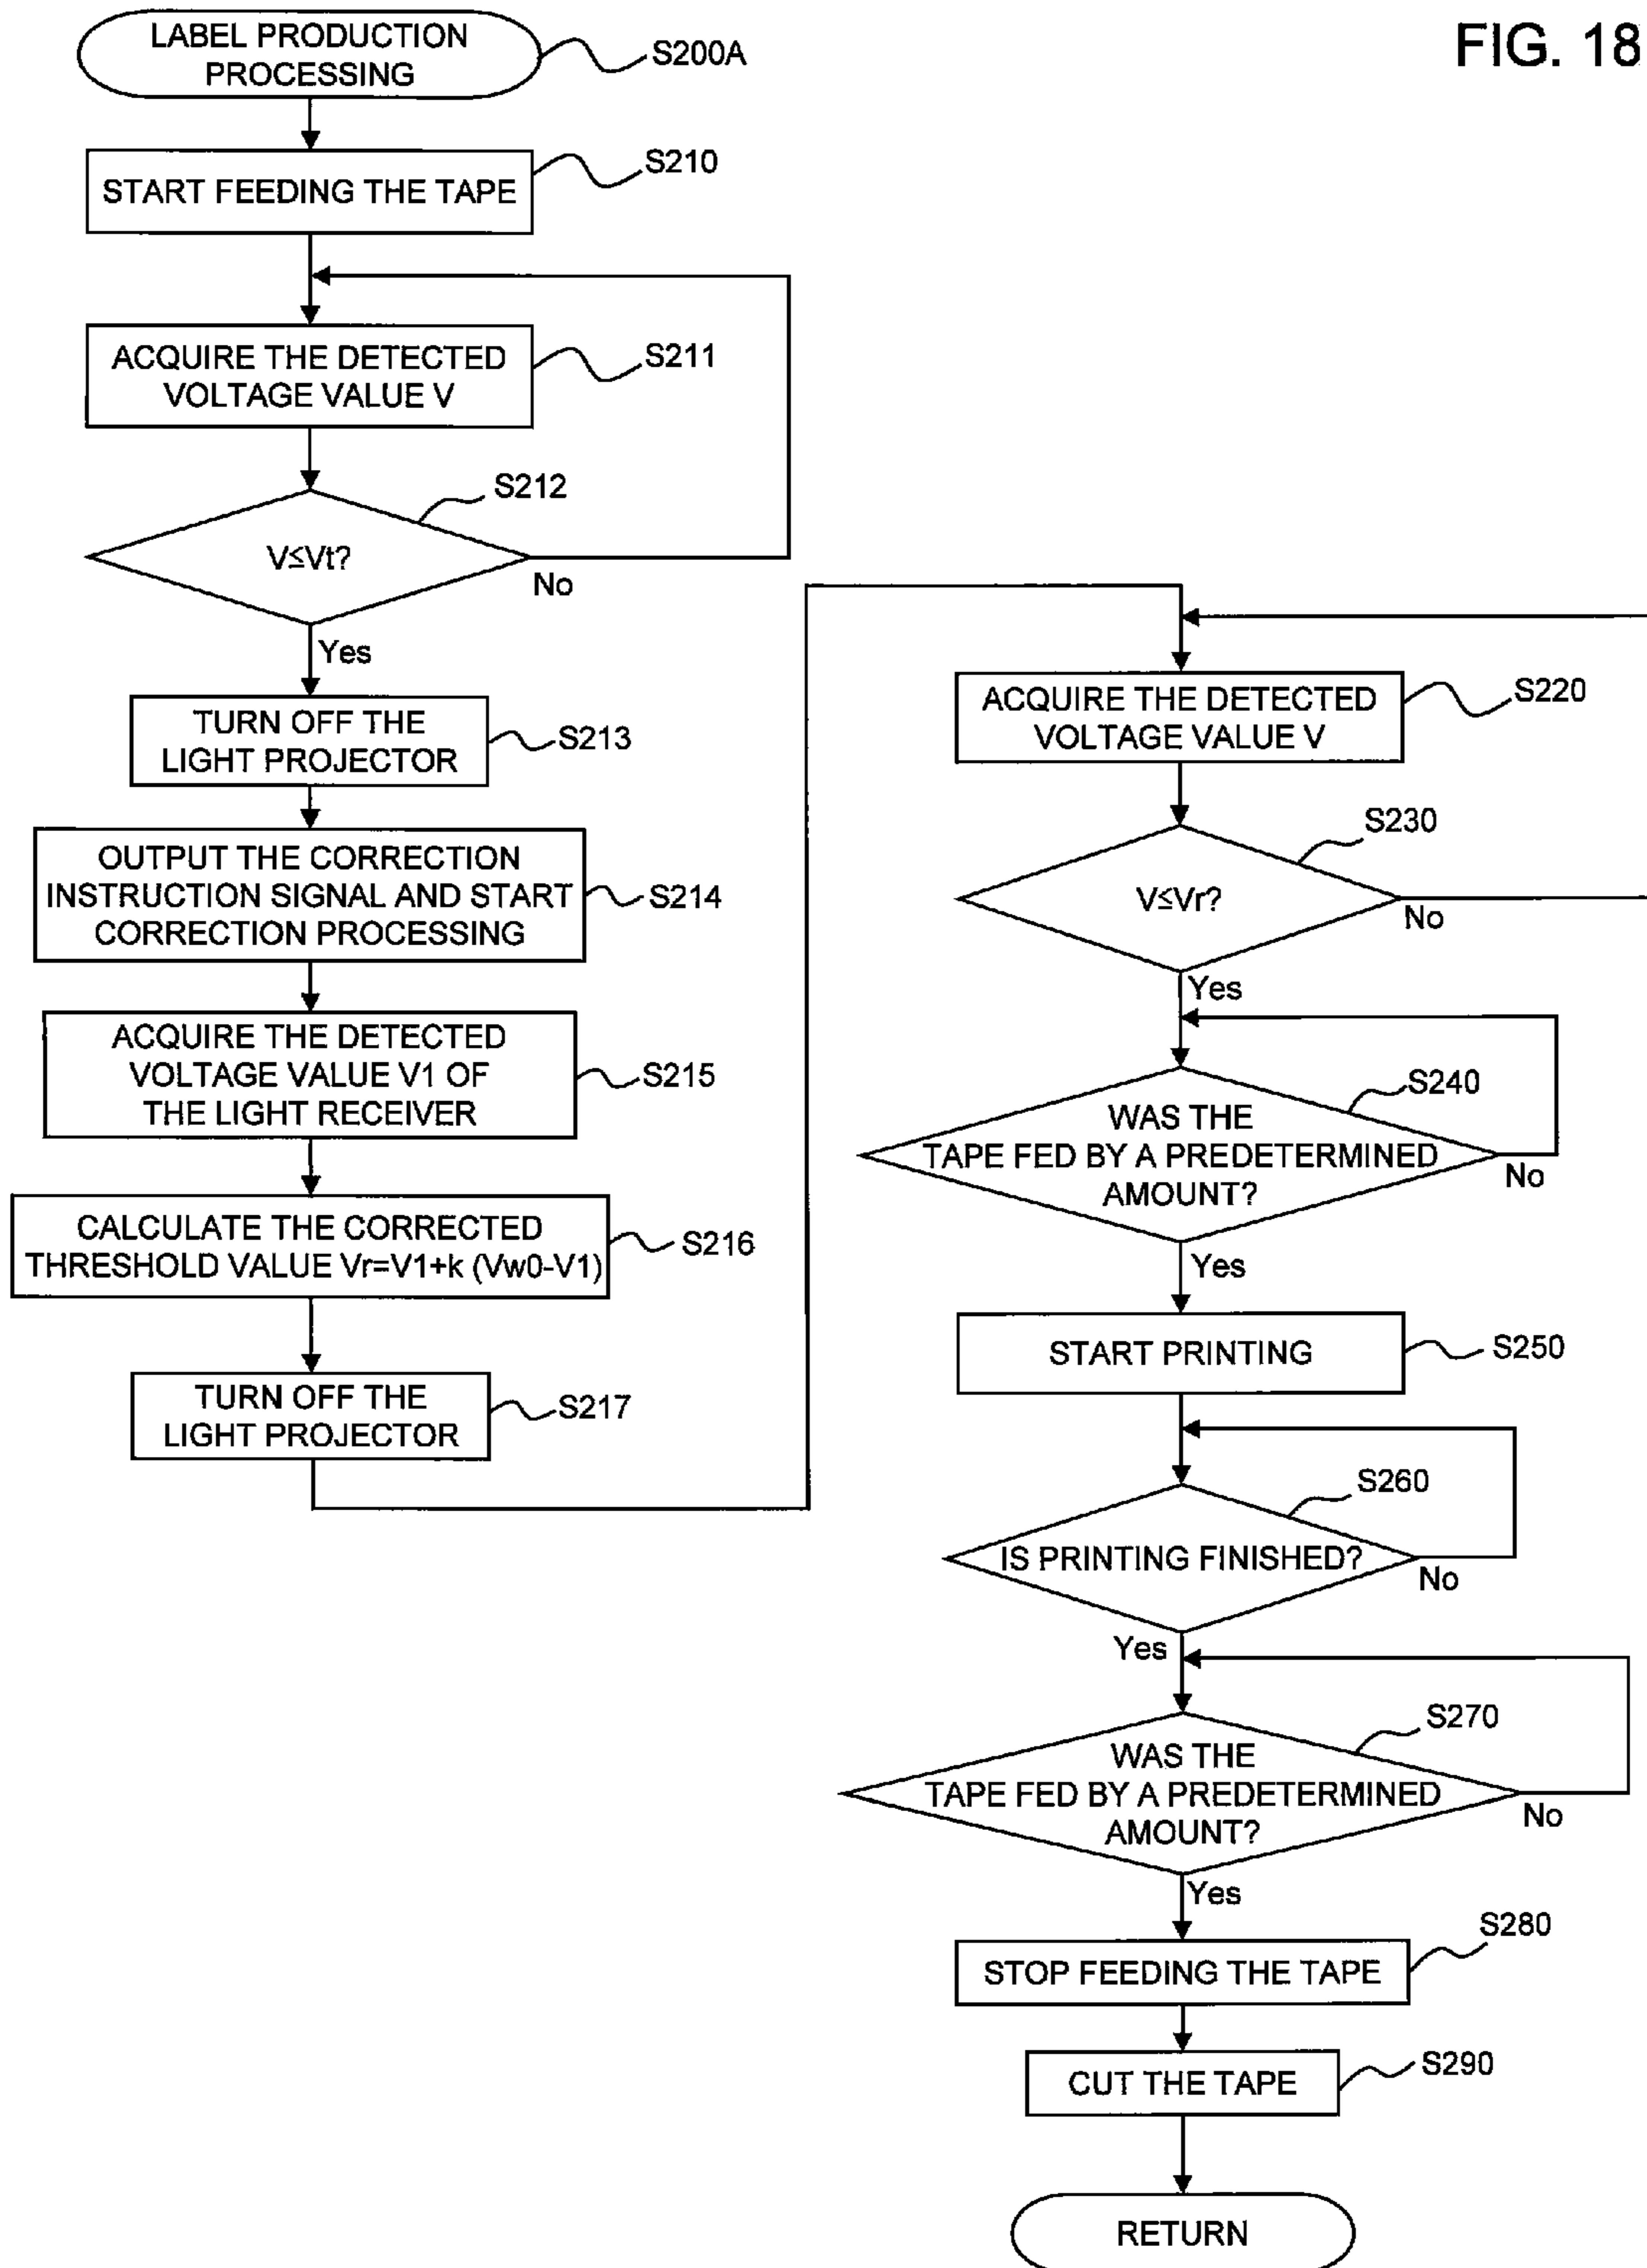 FIG. 18
LABEL PRODUCTION
PROCESSING
S200A
START FEEDING THE TAPE
S210
ACQUIRE THE DETECTED
VOLTAGE VALUE V
S211
V≤Vt?
S212
No
Yes
TURN OFF THE
LIGHT PROJECTOR
S213
OUTPUT THE CORRECTION
INSTRUCTION SIGNAL AND START
CORRECTION PROCESSING
S214
ACQUIRE THE DETECTED
VOLTAGE VALUE V1 OF
THE LIGHT RECEIVER
S215
CALCULATE THE CORRECTED
THRESHOLD VALUE Vr=V1+k (Vw0-V1)
S216
TURN OFF THE
LIGHT PROJECTOR
S217
ACQUIRE THE DETECTED
VOLTAGE VALUE V
S220
V≤Vr?
S230
No
Yes
WAS THE
TAPE FED BY A PREDETERMINED
AMOUNT?
S240
No
Yes
START PRINTING
S250
IS PRINTING FINISHED?
S260
No
Yes
WAS THE
TAPE FED BY A PREDETERMINED
AMOUNT?
S270
No
Yes
STOP FEEDING THE TAPE
S280
CUT THE TAPE
S290
RETURN